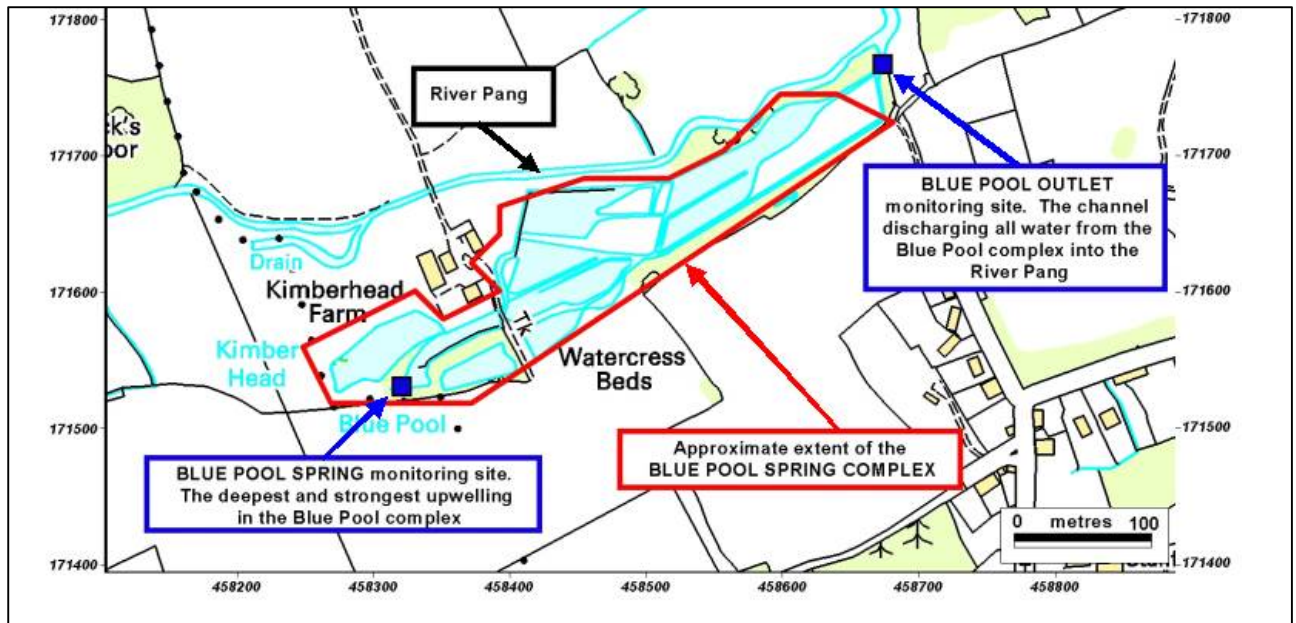 171800
171800
River Pang
ck's
oor
171700
171700
BLUE POOL OUTLET
monitoring site. The channel
discharging all water from the
Blue Pool complex into the
River Pang
Drain
Kimberhead
Farm
171600
171600
Tk
Kimber
Head
Watercress
Beds
Blue Pool
171500
171500
Approximate extent of the
BLUE POOL SPRING COMPLEX
BLUE POOL SPRING monitoring site.
The deepest and strongest upwelling
in the Blue Pool complex
0 metres 100
171400
171400
458200 458300 458400 458500 458600 458700 458800